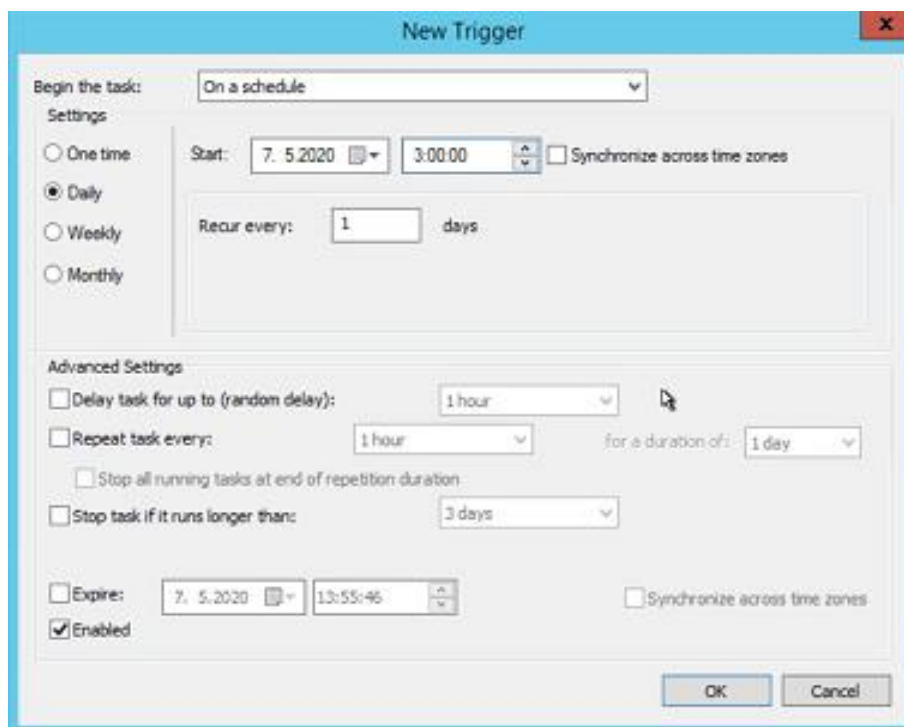 New Trigger
x
Begin the task: On a schedule
Settings
One time
Start: 7. 5.2020 3:00:00 Synchronize across time zones
Daily
Recur every: 1 days
Weekly
Monthly
Advanced Settings
Delay task for up to (random delay): 1 hour
Repeat task every: 1 hour for a duration of: 1 day
Stop all running tasks at end of repetition duration
Stop task if it runs longer than: 3 days
Expire: 7. 5.2020 13:55:46 Synchronize across time zones
Enabled
OK Cancel